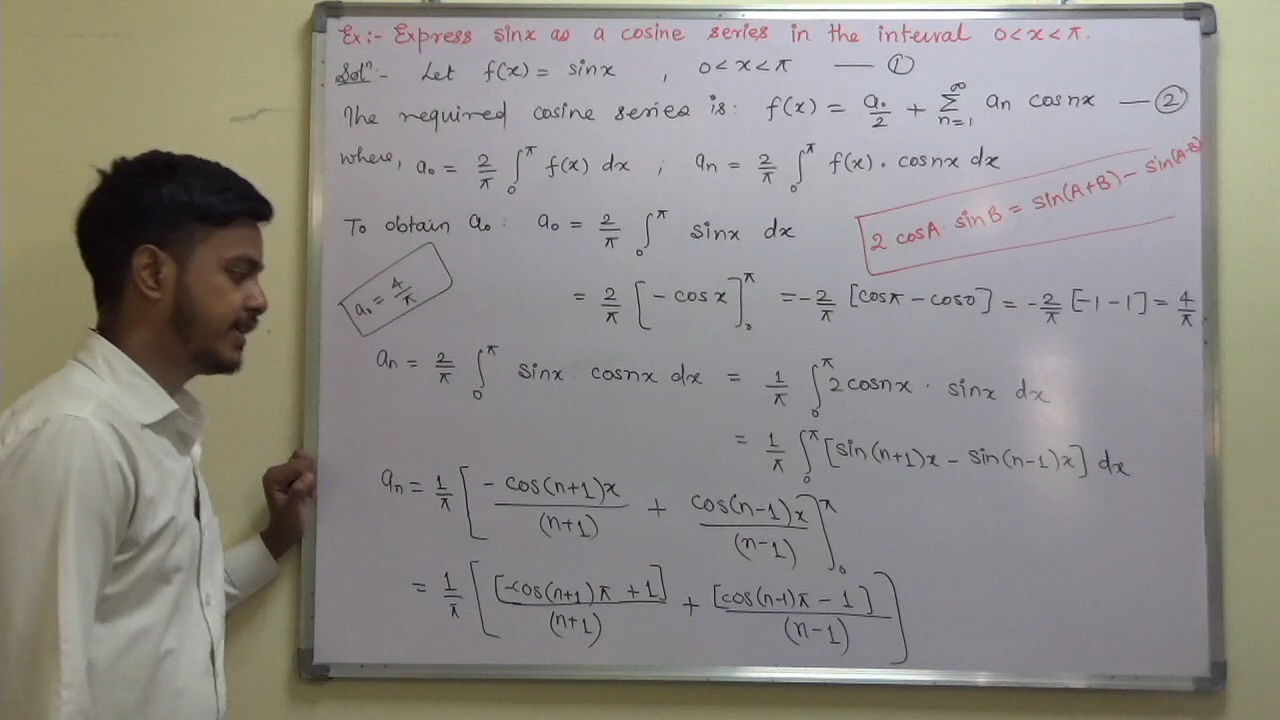 Ex:- Express sinx as a cosine series in the interval 0<x<π.
Solⁿ:- Let f(x) = sinx , 0<x<π — ①
The required cosine series is: f(x) = a₀/2 + ∑_{n=1}^{∞} an cosnx — ②
where, a₀ = 2/π ∫₀^π f(x) dx ; an = 2/π ∫₀^π f(x) . cosnx dx
2 cosA . sinB = sin(A+B) - sin(A-B)
To obtain a₀ : a₀ = 2/π ∫₀^π sinx dx
a₀ = 4/π
= 2/π [-cosx]₀^π = -2/π [cosπ - cos0] = -2/π [-1-1] = 4/π
an = 2/π ∫₀^π sinx cosnx dx = 1/π ∫₀^π 2cosnx . sinx dx
= 1/π ∫₀^π [sin(n+1)x - sin(n-1)x] dx
an = 1/π [-cos(n+1)x/(n+1) + cos(n-1)x/(n-1)]₀^π
= 1/π [[-cos(n+1)π + 1]/(n+1) + [cos(n-1)π - 1]/(n-1)]